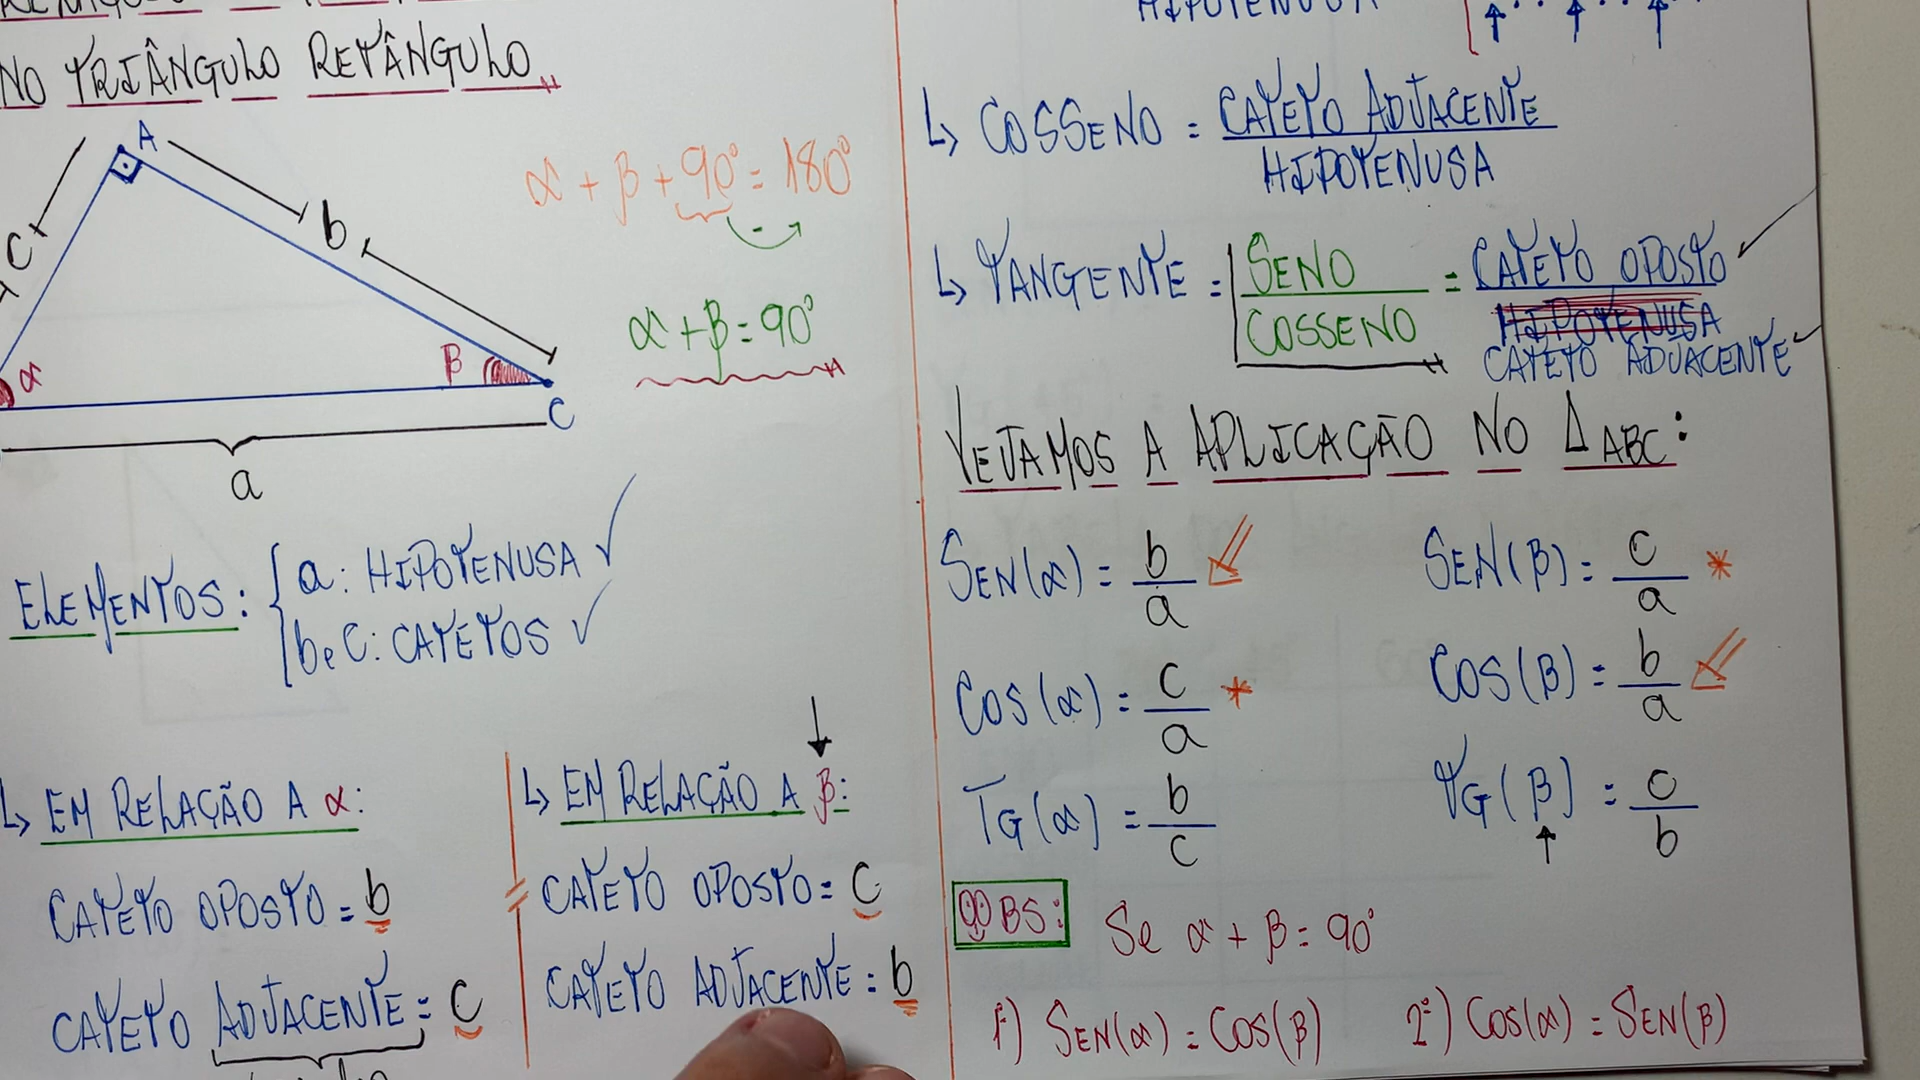 NO TRIÂNGULO RETÂNGULO
A
c
b
α + β + 90° = 180°
-
α + β = 90°
α
β
C
a
ELEMENTOS: { a: HIPOTENUSA ✓
b e c: CATETOS ✓
↳ EM RELAÇÃO A α:
CATETO OPOSTO = b
CATETO ADJACENTE = c
↳ EM RELAÇÃO A β:
CATETO OPOSTO = c
CATETO ADJACENTE = b
HIPOTENUSA
↳ COSSENO = CATETO ADJACENTE
HIPOTENUSA
↳ TANGENTE = SENO = CATETO OPOSTO
COSSENO HIPOTENUSA
CATETO ADJACENTE
VEJAMOS A APLICAÇÃO NO Δ ABC:
SEN(α) = b/a
SEN(β) = c/a *
COS(α) = c/a *
COS(β) = b/a
TG(α) = b/c
TG(β) = c/b
OBS: Se α + β = 90°
1°) SEN(α) = COS(β) 2°) COS(α) = SEN(β)